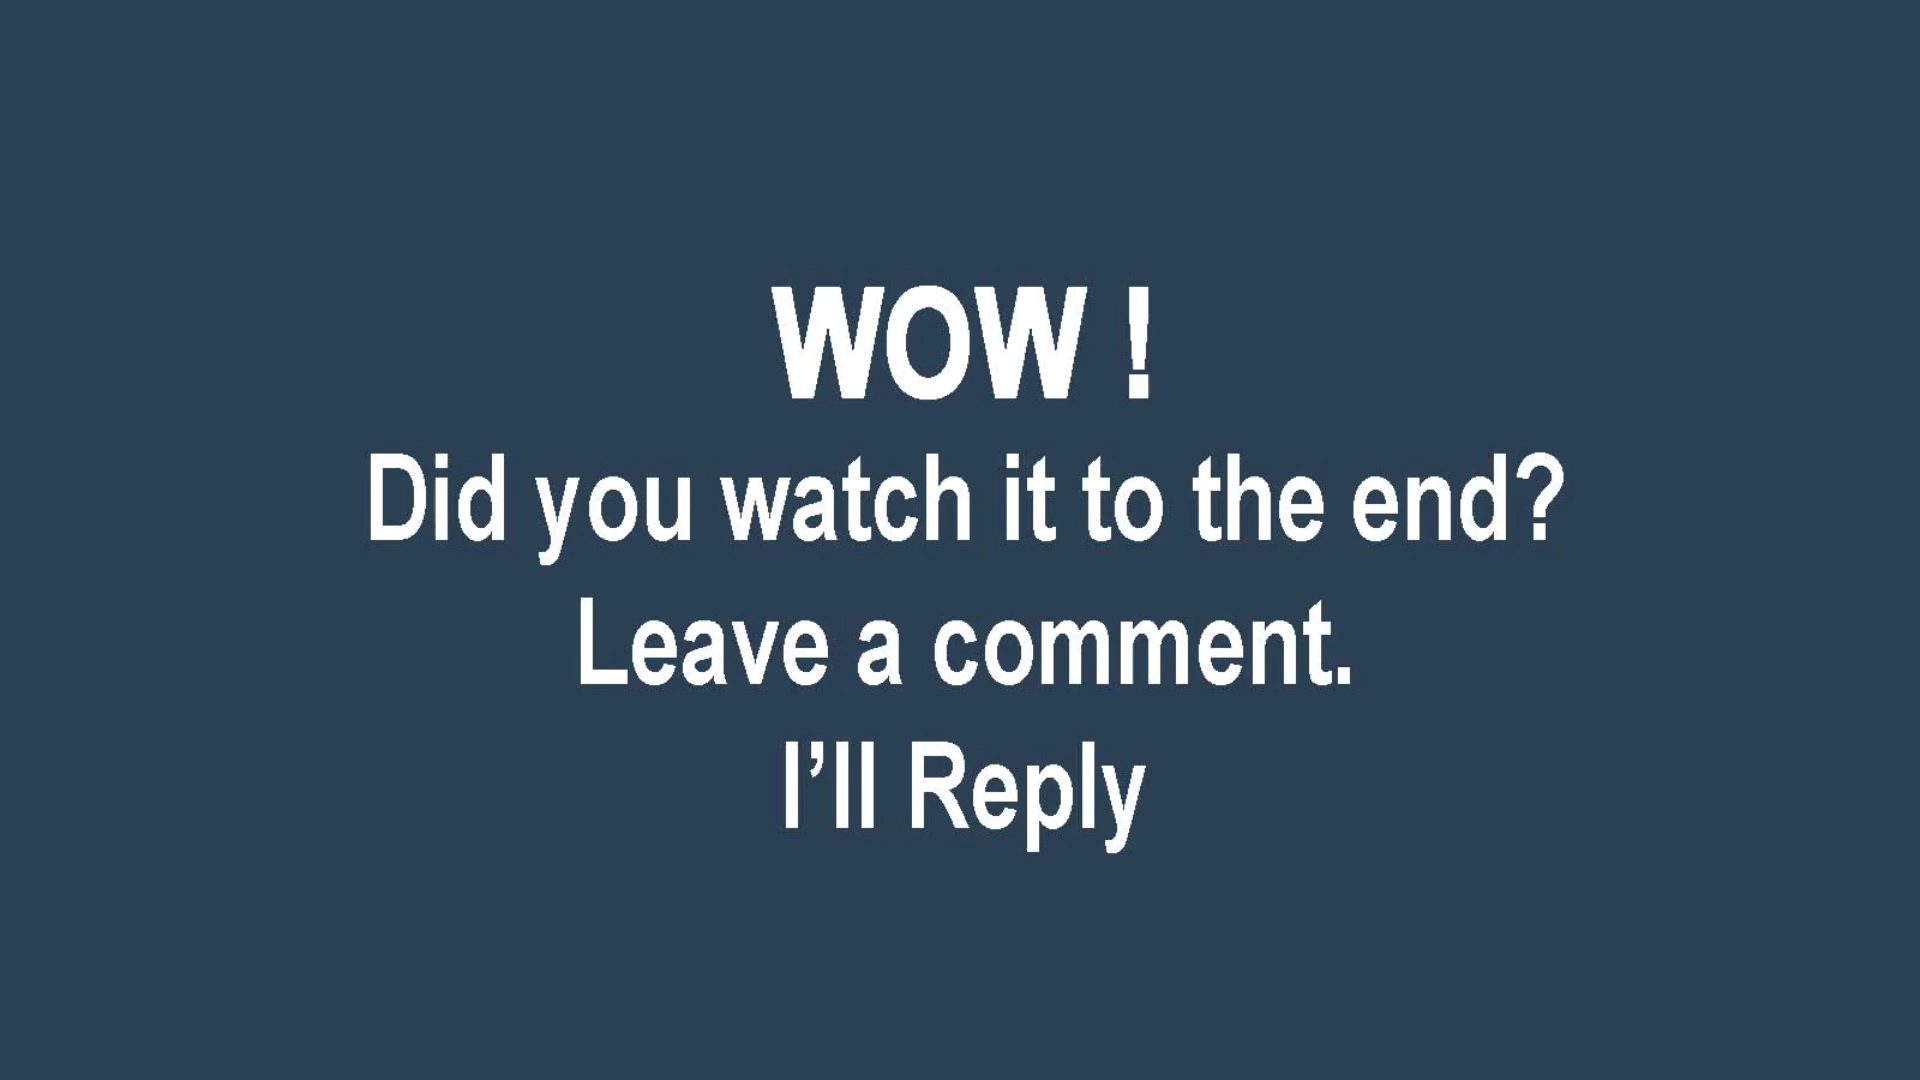 WOW !
Did you watch it to the end?
Leave a comment.
I’ll Reply